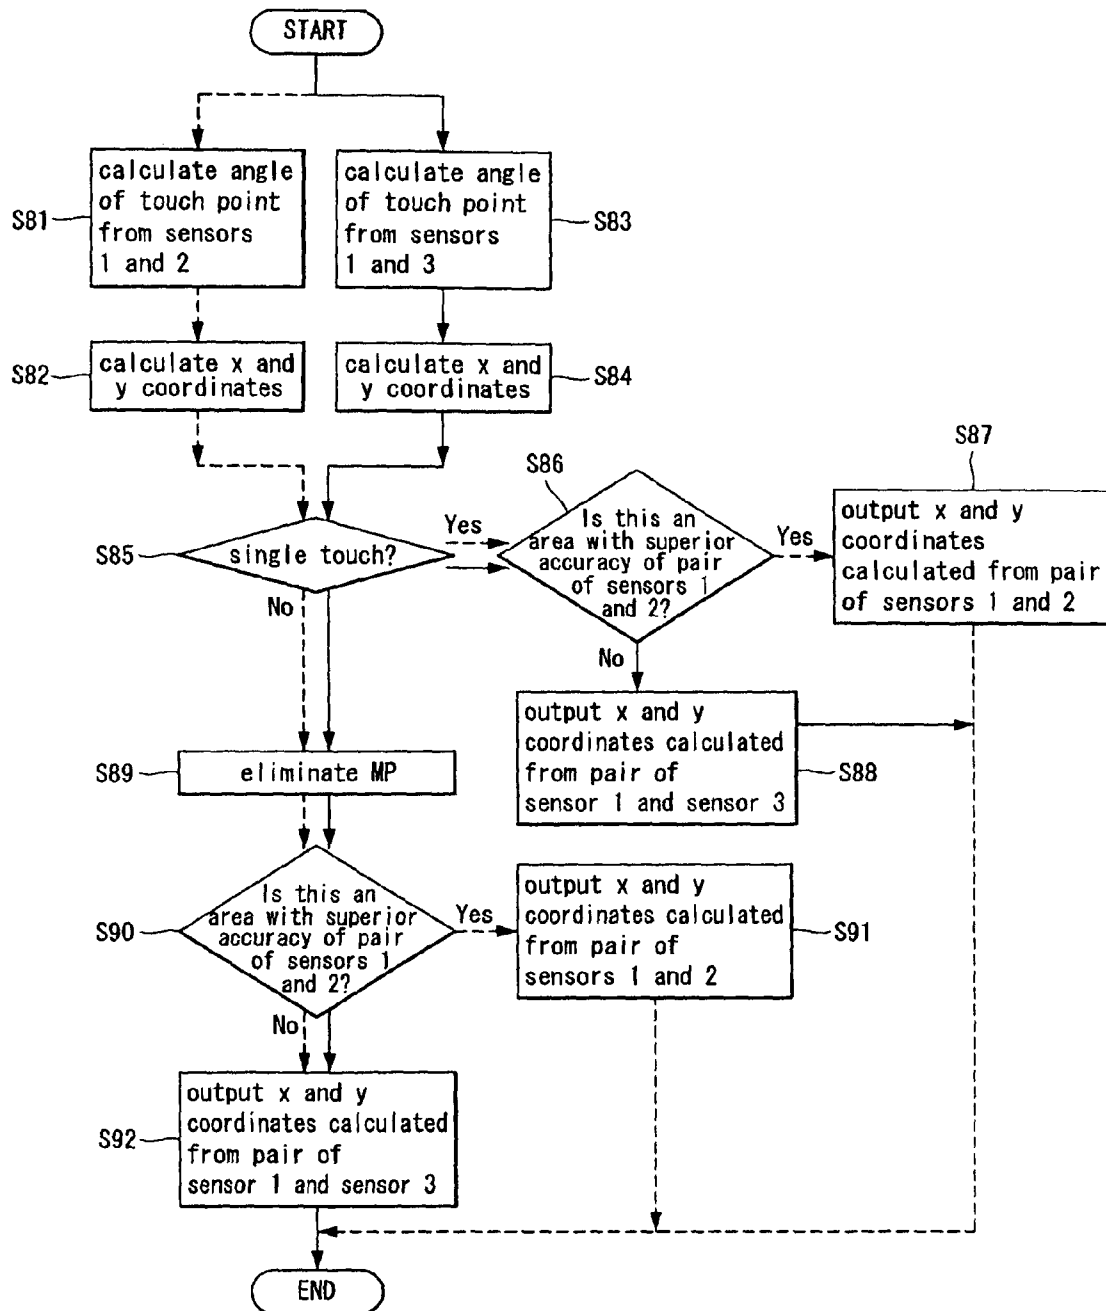 START
S81
calculate angle
of touch point
from sensors
1 and 2
calculate angle
of touch point
from sensors
1 and 3
S83
S82
calculate x and
y coordinates
calculate x and
y coordinates
S84
S85
single touch?
Yes
No
S86
Is this an
area with superior
accuracy of pair
of sensors 1
and 2?
Yes
No
S87
output x and y
coordinates
calculated from pair
of sensors 1 and 2
output x and y
coordinates calculated
from pair of
sensor 1 and sensor 3
S88
S89
eliminate MP
S90
Is this an
area with superior
accuracy of pair
of sensors 1
and 2?
Yes
No
output x and y
coordinates calculated
from pair of
sensors 1 and 2
S91
S92
output x and y
coordinates calculated
from pair of
sensor 1 and sensor 3
END